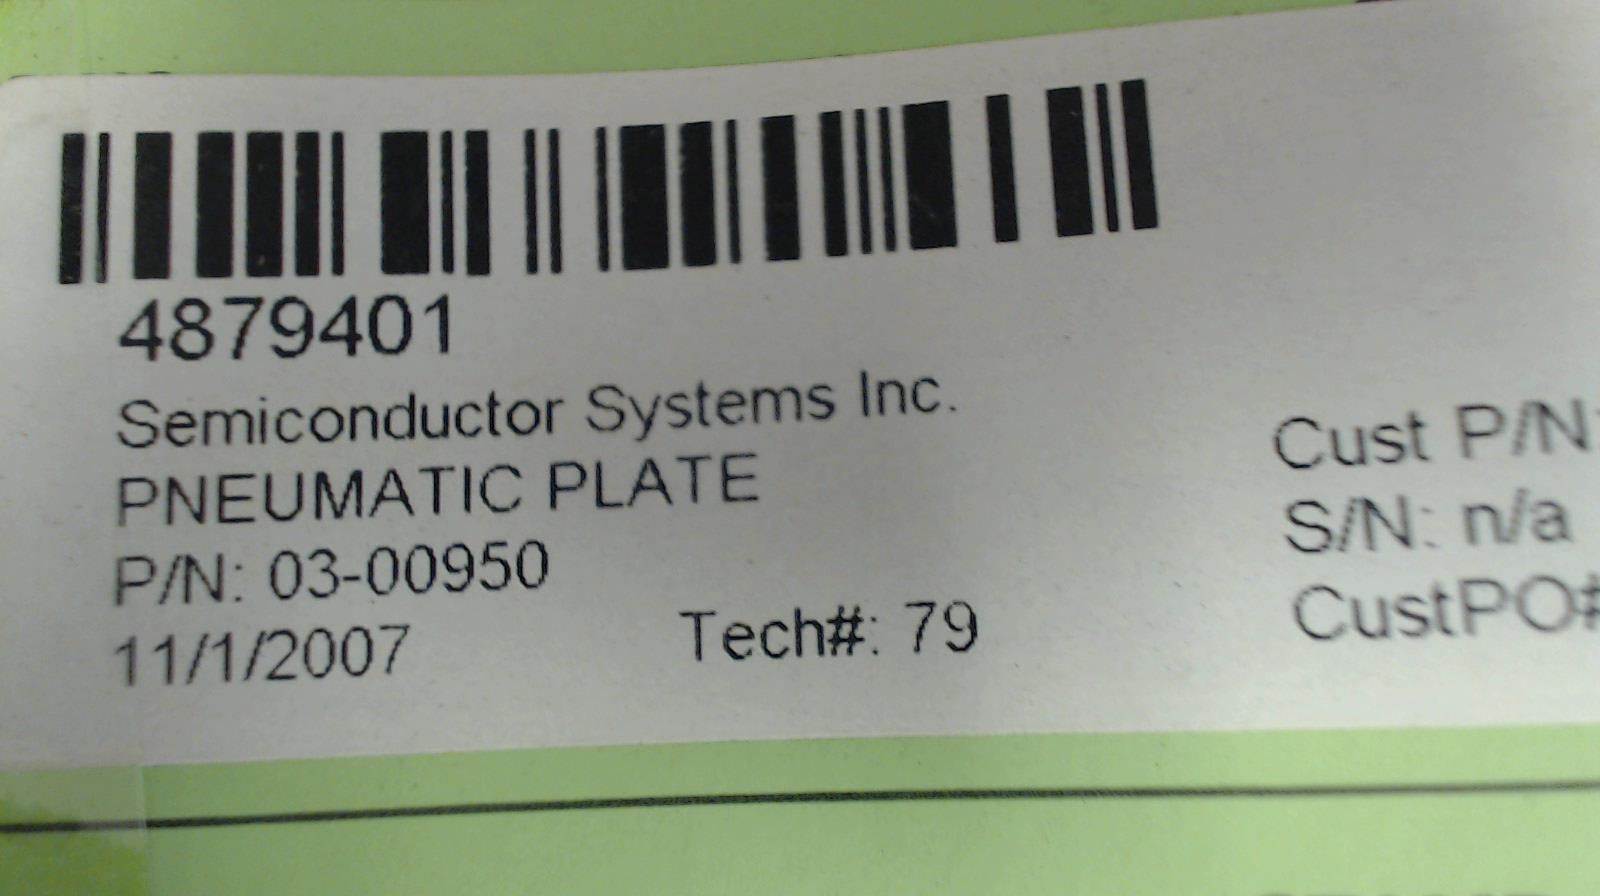 4879401
Semiconductor Systems Inc.
PNEUMATIC PLATE
P/N: 03-00950
11/1/2007
Tech#: 79
Cust P/N:
S/N: n/a
CustPO#